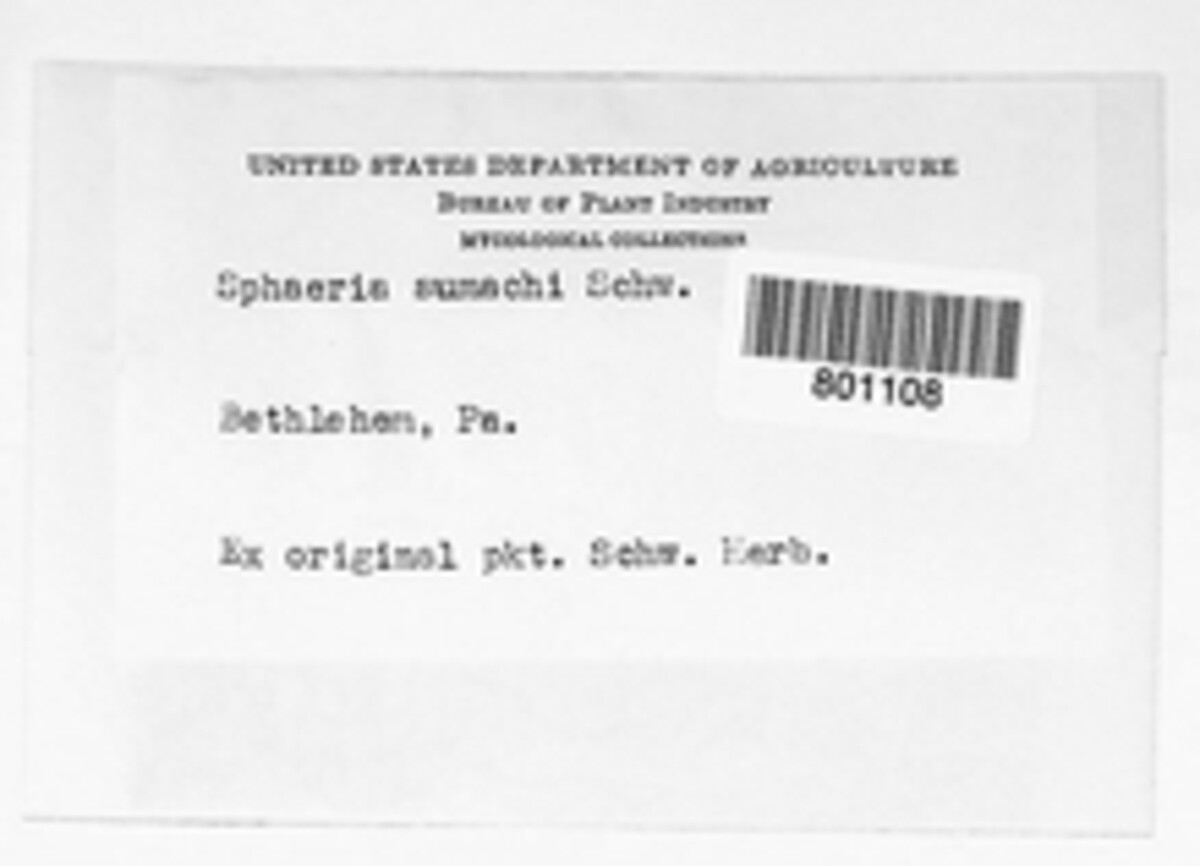 UNITED STATES DEPARTMENT OF AGRICULTURE
BUREAU OF PLANT INDUSTRY
MYCOLOGICAL COLLECTIONS
Sphaeria sumachi Schw.
801108
Bethlehem, Pa.
Ex original pkt. Schw. Herb.